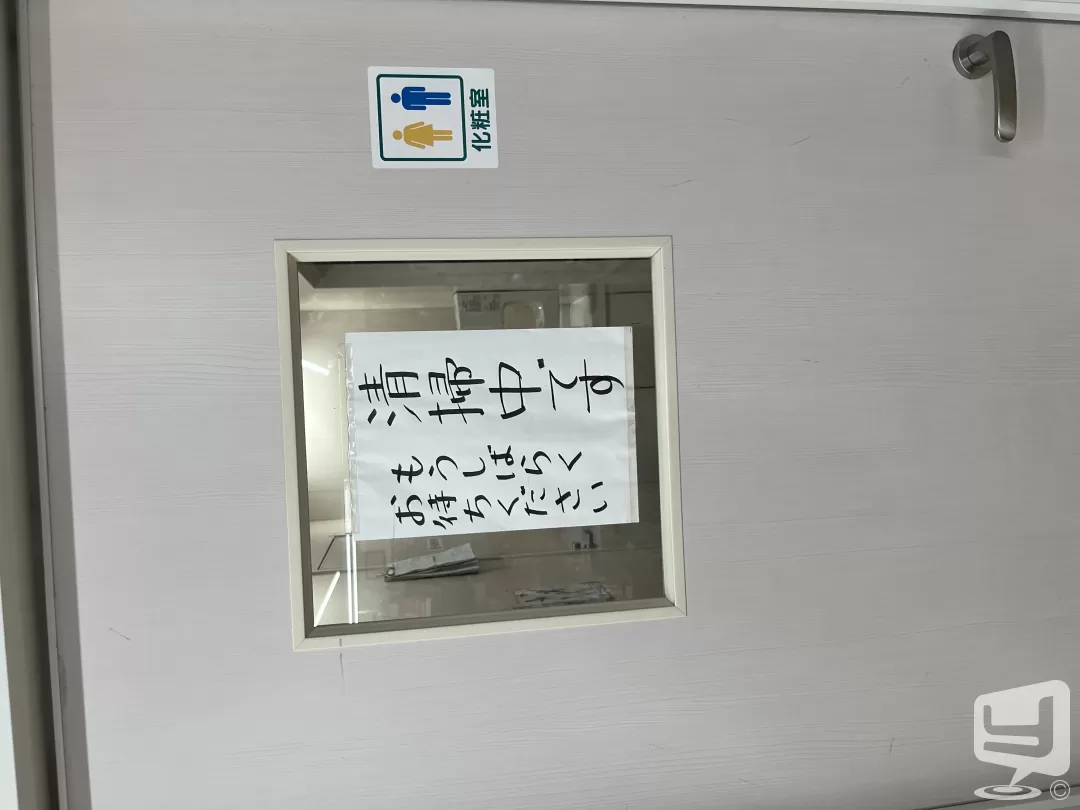 化粧室
清掃中です
もうしばらく
お待ちください